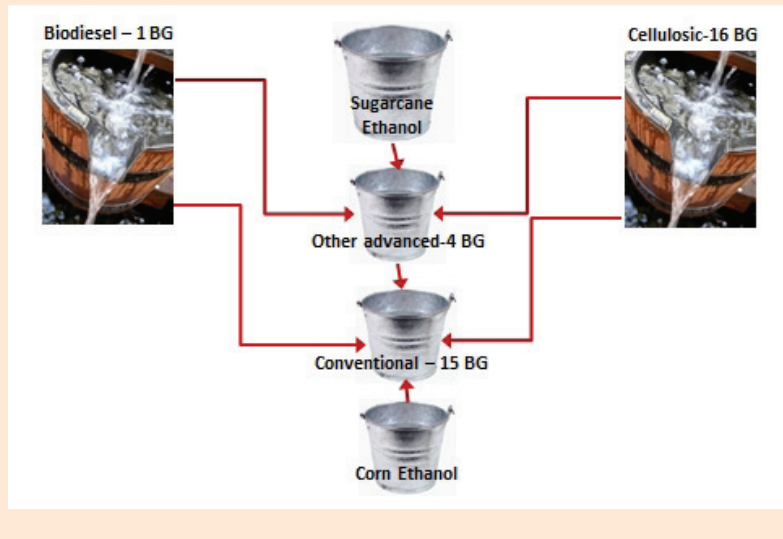 Biodiesel – 1 BG
Cellulosic-16 BG
Sugarcane
Ethanol
Other advanced-4 BG
Conventional – 15 BG
Corn Ethanol